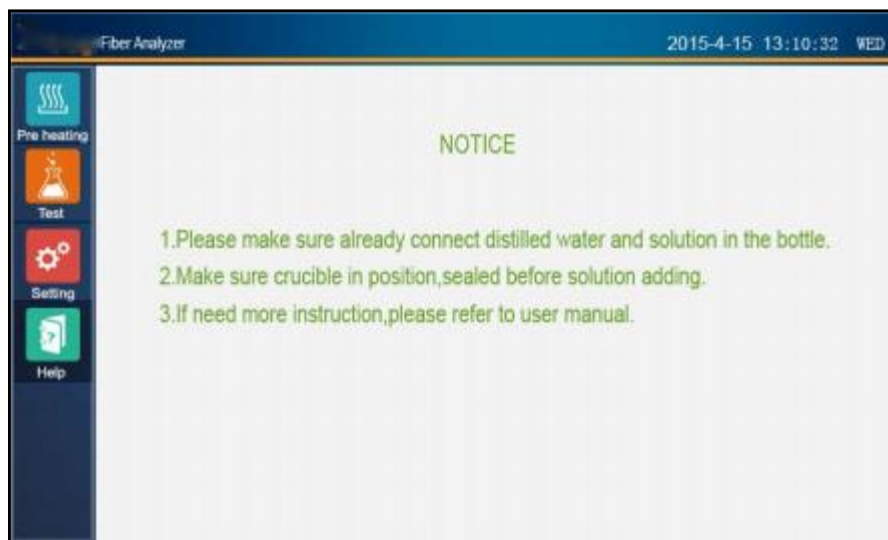 Fiber Analyzer
2015-4-15 13:10:32 WED
Pre heating
Test
Setting
Help
NOTICE
1.Please make sure already connect distilled water and solution in the bottle.
2.Make sure crucible in position,sealed before solution adding.
3.If need more instruction,please refer to user manual.